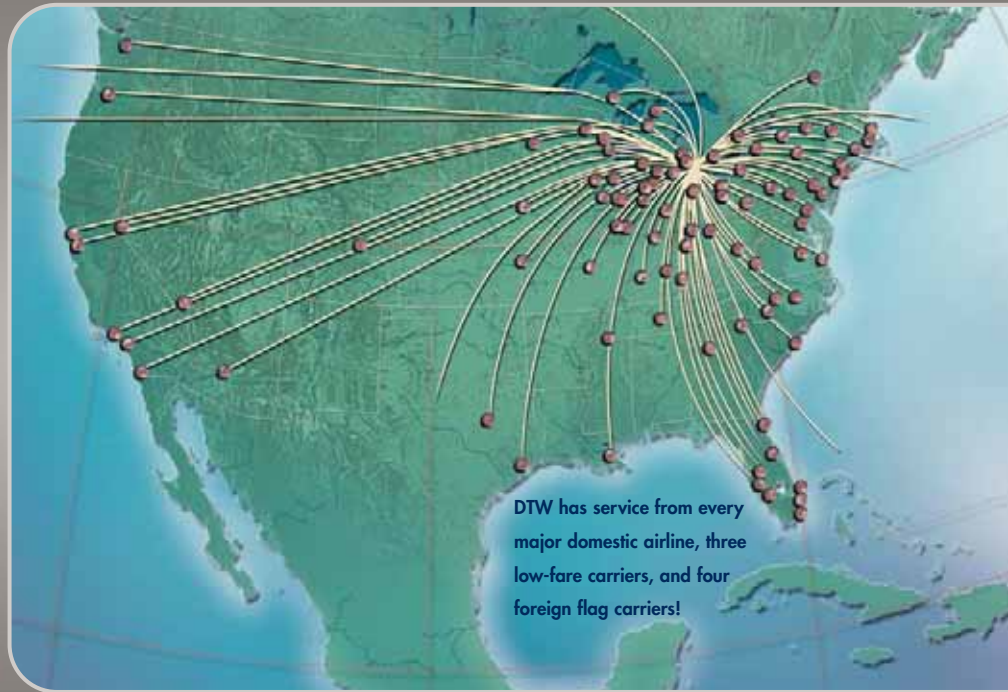 DTW has service from every
major domestic airline, three
low-fare carriers, and four
foreign flag carriers!